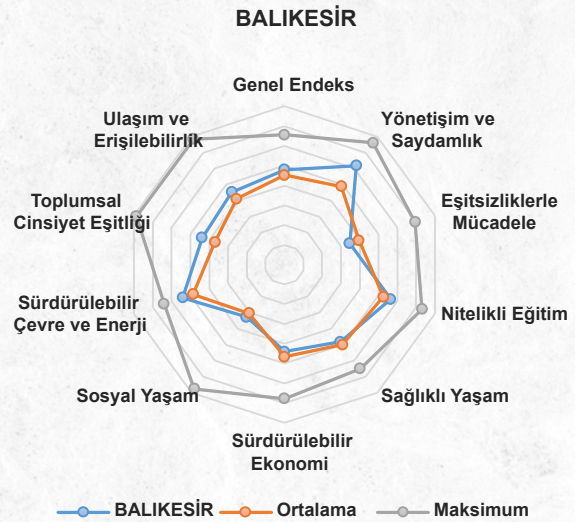 BALIKESİR
Genel Endeks
Ulaşım ve
Erişilebilirlik
Yönetişim ve
Saydamlık
Toplumsal
Cinsiyet Eşitliği
Eşitsizliklerle
Mücadele
Sürdürülebilir
Çevre ve Enerji
Nitelikli Eğitim
Sosyal Yaşam
Sağlıklı Yaşam
Sürdürülebilir
Ekonomi
BALIKESİR Ortalama Maksimum